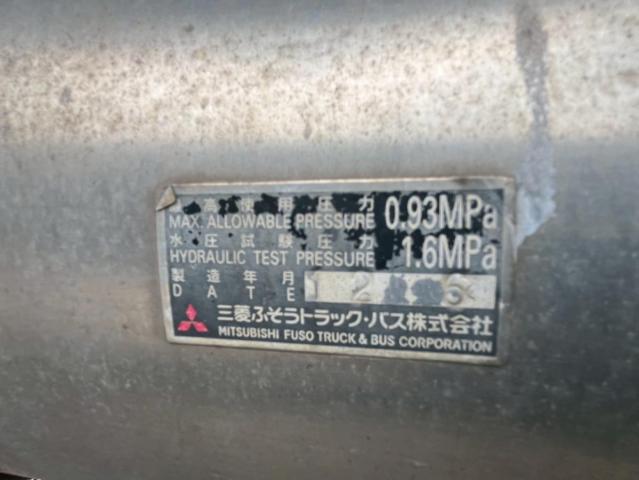 高使用圧力 0.93MPa
MAX. ALLOWABLE PRESSURE
水圧試験圧力 1.6MPa
HYDRAULIC TEST PRESSURE
製造年月
DATE 12
三菱ふそうトラック・バス株式会社
MITSUBISHI FUSO TRUCK & BUS CORPORATION